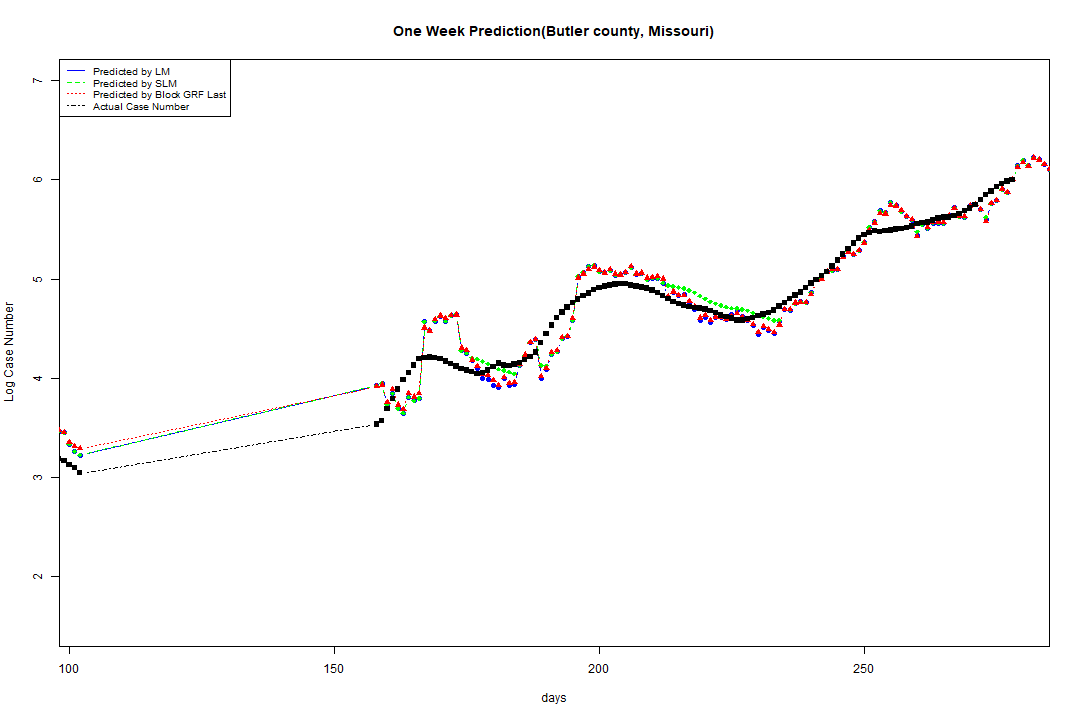 One Week Prediction(Butler county, Missouri)
Predicted by LM
Predicted by SLM
Predicted by Block GRF Last
Actual Case Number
7
6
5
4
3
2
Log Case Number
100 150 200 250
days